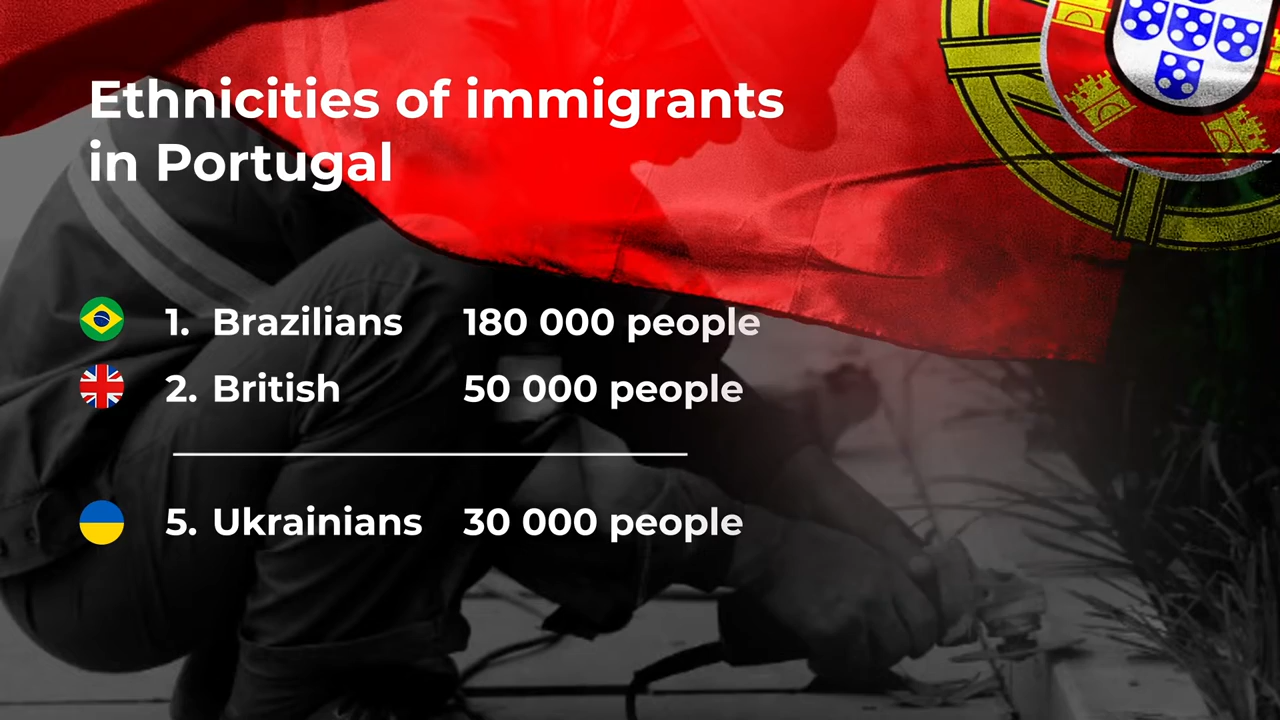 Ethnicities of immigrants
in Portugal
1. Brazilians 180 000 people
2. British 50 000 people
5. Ukrainians 30 000 people